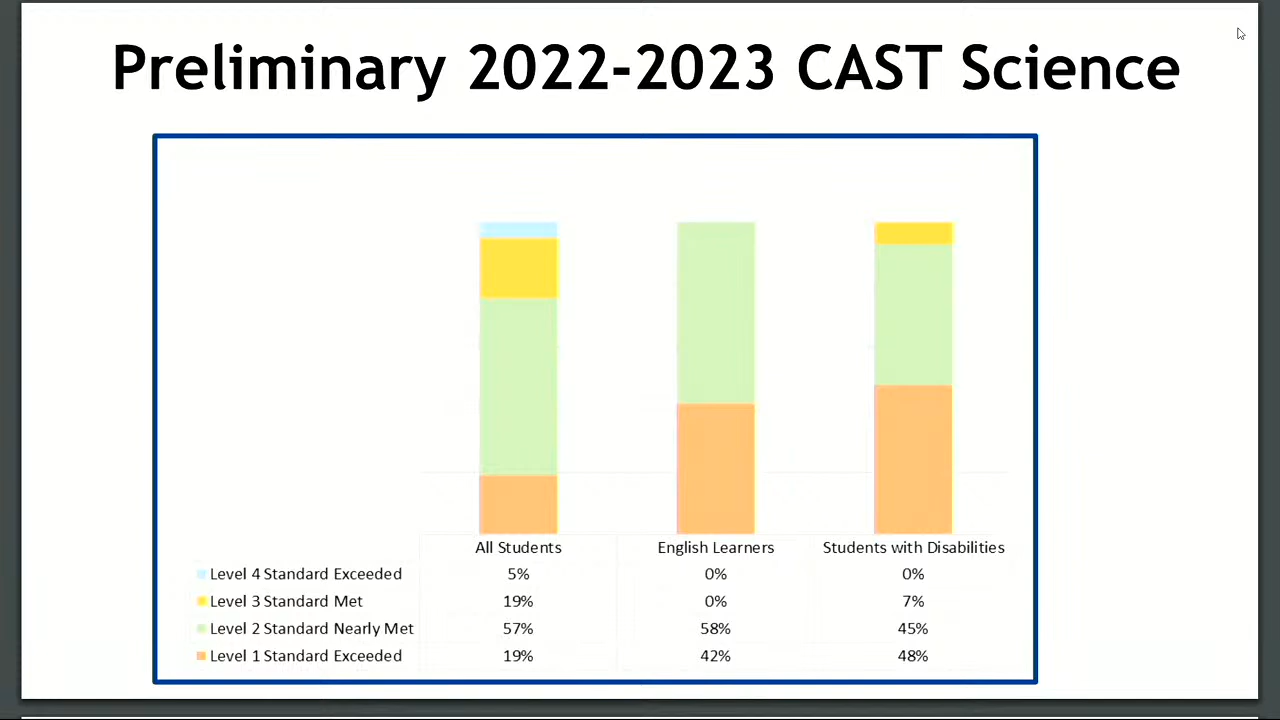 Preliminary 2022-2023 CAST Science
All Students English Learners Students with Disabilities
Level 4 Standard Exceeded 5% 0% 0%
Level 3 Standard Met 19% 0% 7%
Level 2 Standard Nearly Met 57% 58% 45%
Level 1 Standard Exceeded 19% 42% 48%